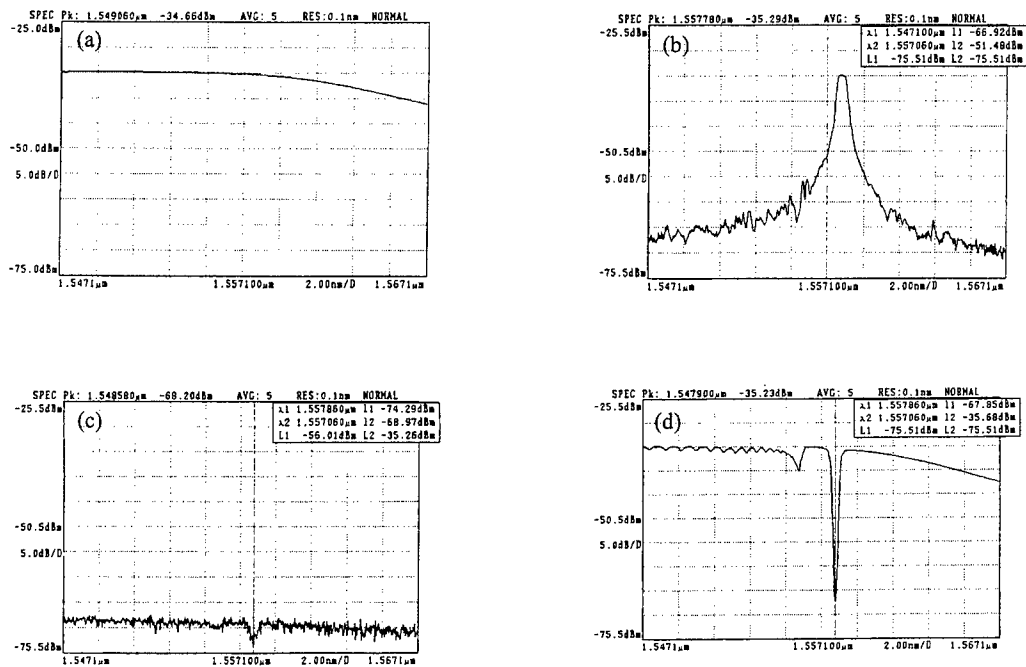 SPEC Pk: 1.549060µm -34.66dBm AVG: 5 RES:0.1nm NORMAL
-25.0dBm
(a)
-50.0dBm
5.0dB/D
-75.0dBm
1.5471µm 1.557100µm 2.00nm/D 1.5671µm
SPEC Pk: 1.557780µm -35.29dBm AVG: 5 RES:0.1nm NORMAL
-25.5dBm
(b)
λ1 1.547100µm l1 -66.92dBm
λ2 1.557060µm l2 -51.48dBm
L1 -75.51dBm L2 -75.51dBm
-50.5dBm
5.0dB/D
-75.5dBm
1.5471µm 1.557100µm 2.00nm/D 1.5671µm
SPEC Pk: 1.548580µm -68.20dBm AVG: 5 RES:0.1nm NORMAL
-25.5dBm
(c)
λ1 1.557860µm l1 -74.29dBm
λ2 1.557060µm l2 -68.97dBm
L1 -56.01dBm L2 -35.26dBm
-50.5dBm
5.0dB/D
-75.5dBm
1.5471µm 1.557100µm 2.00nm/D 1.5671µm
SPEC Pk: 1.547900µm -35.23dBm AVG: 5 RES:0.1nm NORMAL
-25.5dBm
(d)
λ1 1.557860µm l1 -67.85dBm
λ2 1.557060µm l2 -35.68dBm
L1 -75.51dBm L2 -75.51dBm
-50.5dBm
5.0dB/D
-75.5dBm
1.5471µm 1.557100µm 2.00nm/D 1.5671µm